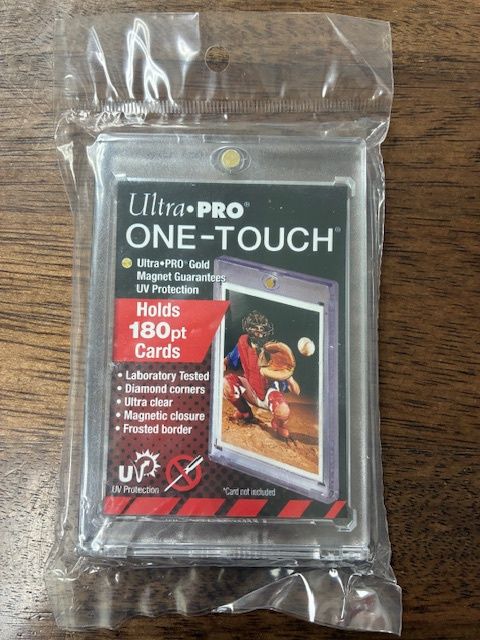 Ultra•PRO®
ONE-TOUCH®
Ultra•PRO® Gold
Magnet Guarantees
UV Protection
Holds
180pt
Cards
• Laboratory Tested
• Diamond corners
• Ultra clear
• Magnetic closure
• Frosted border
UV
UV Protection
*Card not included